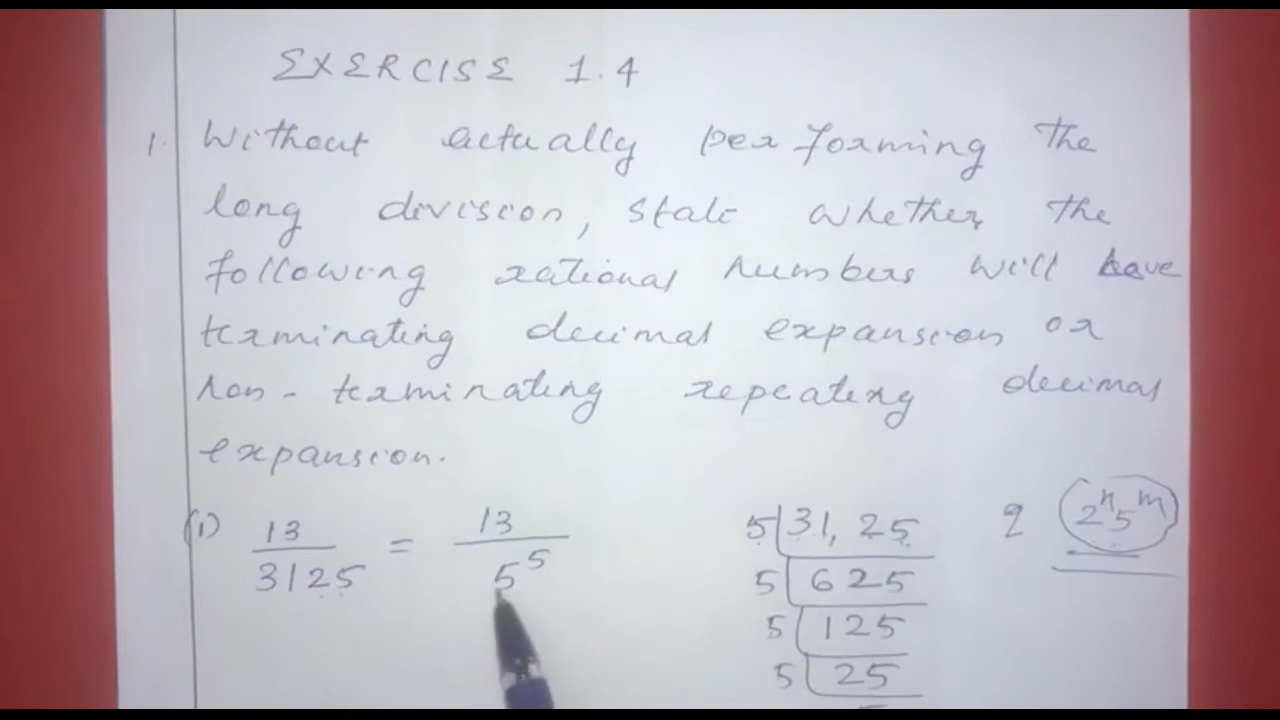 EXERCISE 1.4
1. Without actually performing the
long division, state whether the
following rational numbers will have
terminating decimal expansion or
non-terminating repeating decimal
expansion.
(i) 13/3125 = 13/5^5
5 | 31,25
5 | 625
5 | 125
5 | 25
q 2^n 5^m